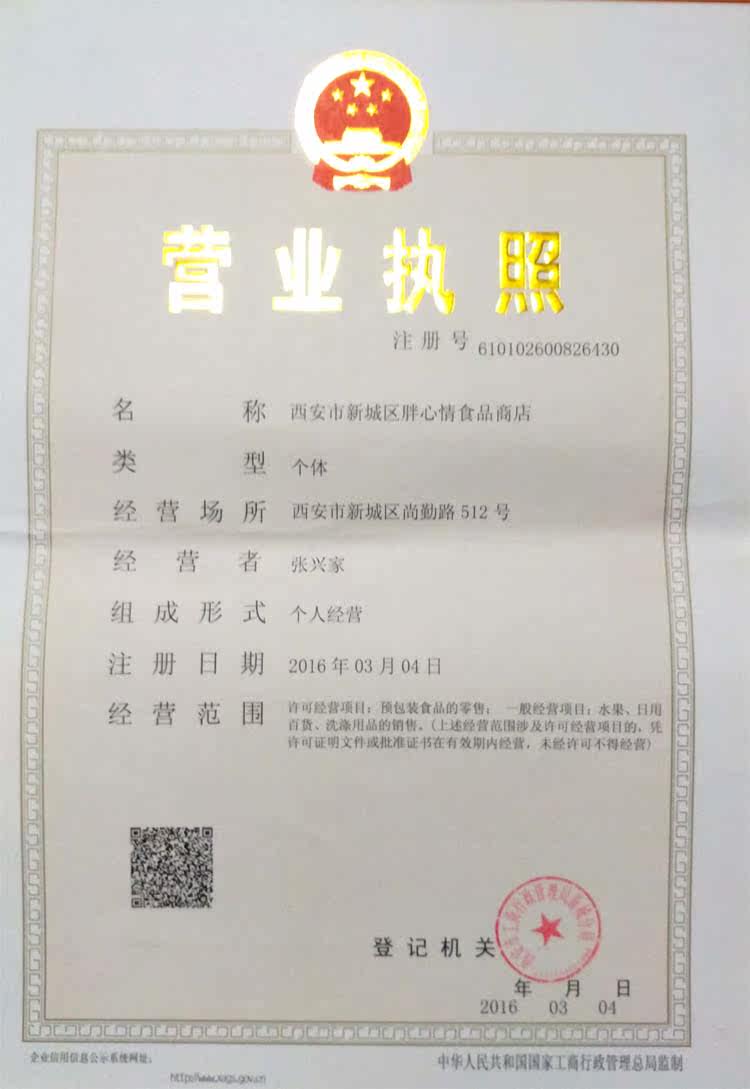 营业执照
注册号 610102600826430
名称 西安市新城区胖心情食品商店
类型 个体
经营场所 西安市新城区尚勤路512号
经营者 张兴家
组成形式 个人经营
注册日期 2016年03月04日
经营范围 许可经营项目：预包装食品的零售； 一般经营项目：水果、日用
百货、洗涤用品的销售。(上述经营范围涉及许可经营项目的，凭
许可证明文件或批准证书在有效期内经营，未经许可不得经营)
登记机关
年 月 日
2016 03 04
企业信用信息公示系统网址：
http://www.xags.gov.cn
中华人民共和国国家工商行政管理总局监制